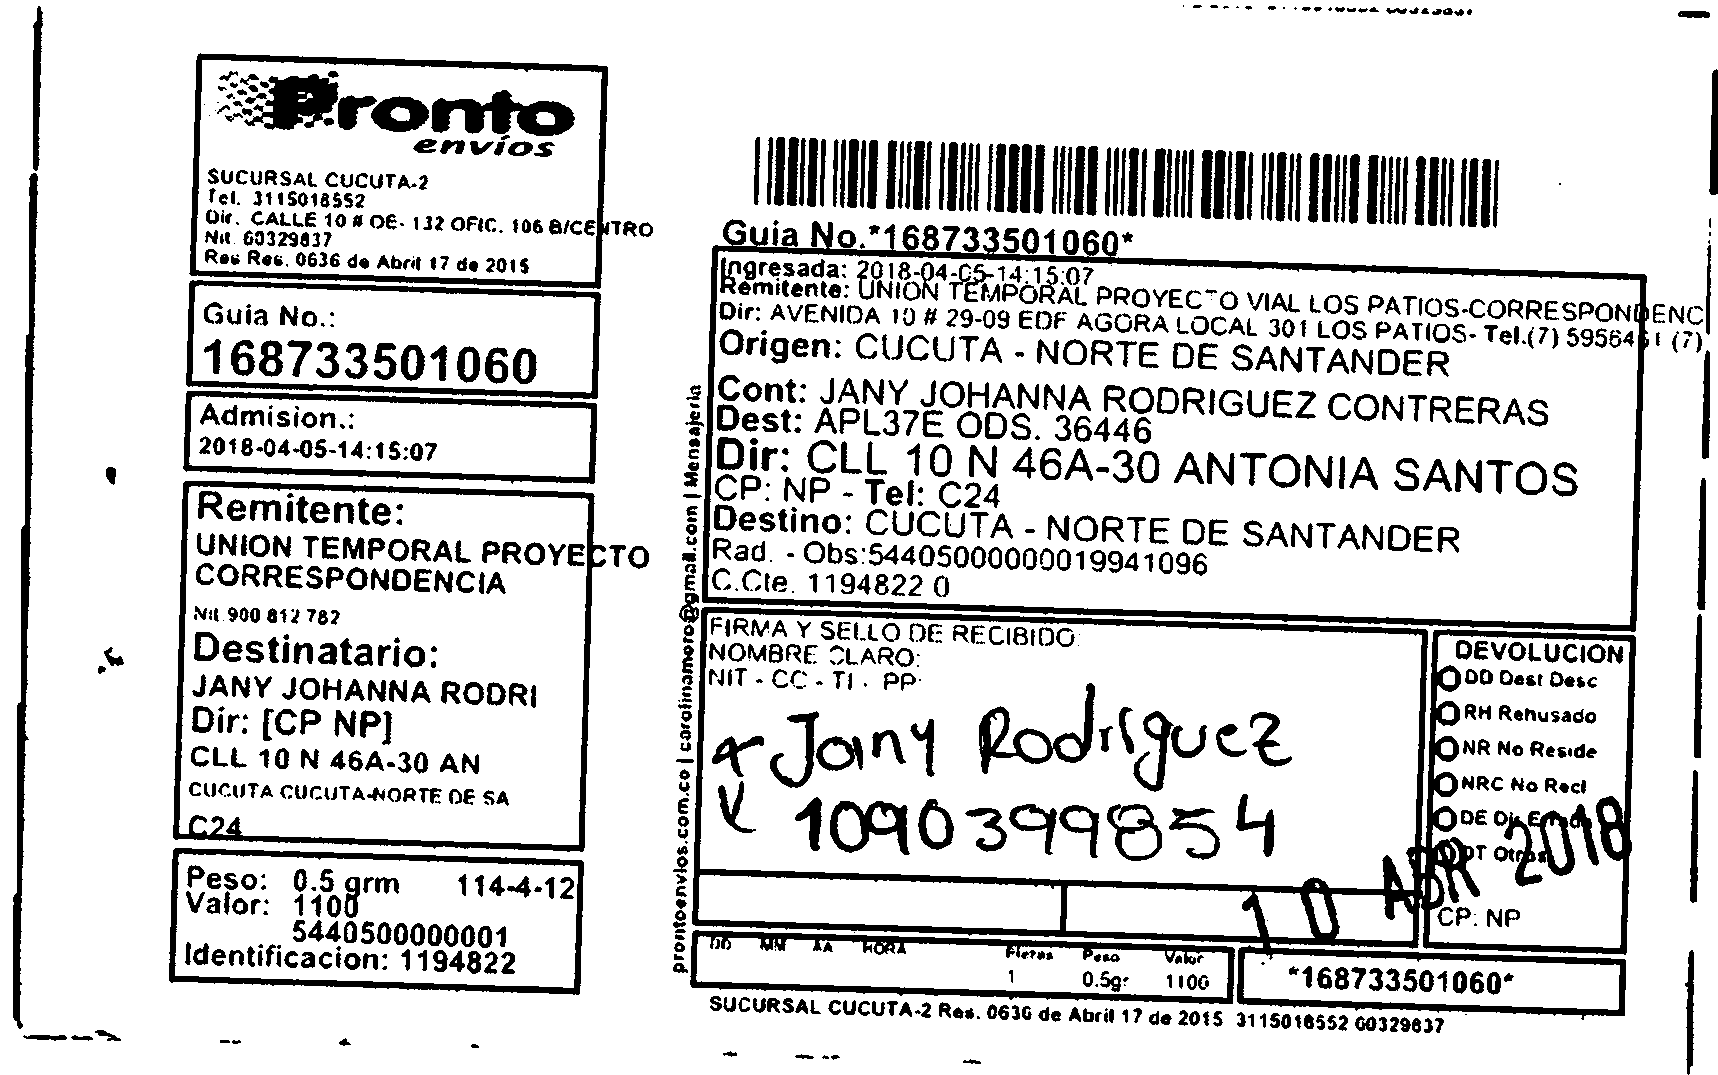 Pronto
envíos
SUCURSAL CUCUTA-2
Tel. 3115018552
Dir. CALLE 10 # OE- 132 OFIC. 106 B/CENTRO
Nit. 60329837
Res Res. 0636 de Abril 17 de 2015
Guia No.:
168733501060
Admision.:
2018-04-05-14:15:07
Remitente:
UNION TEMPORAL PROYECTO
CORRESPONDENCIA
Nit. 900 812 782
Destinatario:
JANY JOHANNA RODRI
Dir: [CP NP]
CLL 10 N 46A-30 AN
CUCUTA CUCUTA-NORTE DE SA
C24
Peso: 0.5 grm 114-4-12
Valor: 1100
5440500000001
Identificacion: 1194822
prontoenvios.com.co | carolinamoro@gmail.com | Mensajeria
Guia No.*168733501060*
Ingresada: 2018-04-05-14:15:07
Remitente: UNION TEMPORAL PROYECTO VIAL LOS PATIOS-CORRESPONDENC
Dir: AVENIDA 10 # 29-09 EDF AGORA LOCAL 301 LOS PATIOS- Tel.(7) (7)
Origen: CUCUTA - NORTE DE SANTANDER
Cont: JANY JOHANNA RODRIGUEZ CONTRERAS
Dest: APL37E ODS. 36446
Dir: CLL 10 N 46A-30 ANTONIA SANTOS
CP: NP - Tel: C24
Destino: CUCUTA - NORTE DE SANTANDER
Rad. - Obs:544050000000019941096
C.Cte. 1194822 0
FIRMA Y SELLO DE RECIBIDO:
NOMBRE CLARO:
NIT - CC - TI - PP:
Jany Rodríguez
1090399854
DEVOLUCION
DD Dest Desc
RH Rehusado
NR No Reside
NRC No Recl
DE
OT Otros
10 ABR 2018
CP: NP
DD MM AA HORA Piezas Peso Valor
1 0.5gr 1100
*168733501060*
SUCURSAL CUCUTA-2 Res. 0636 de Abril 17 de 2015 3115018552 60329837